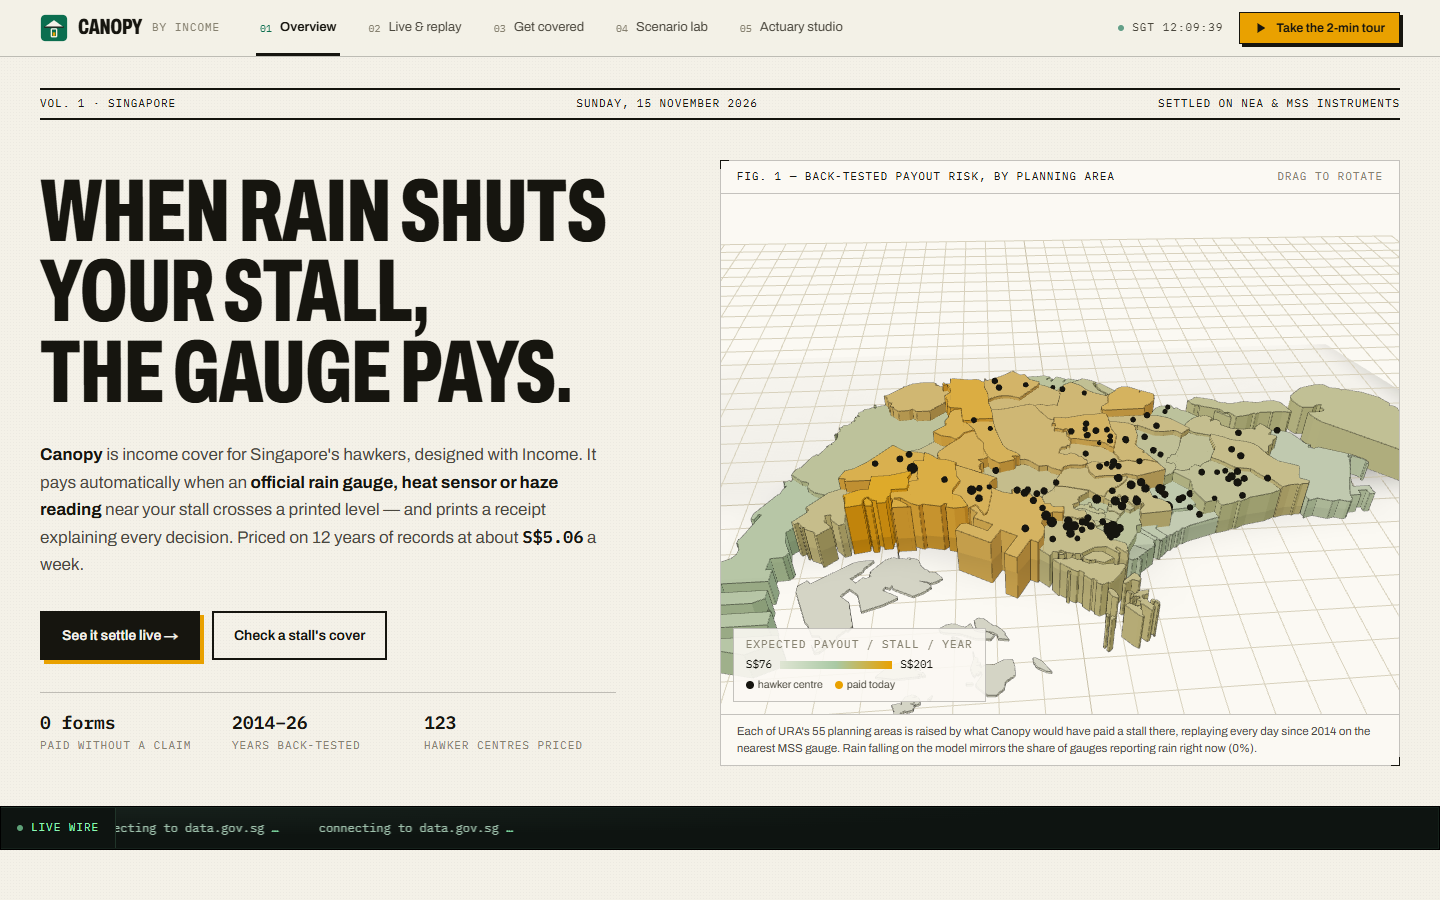 CANOPY BY INCOME
01 Overview
02 Live & replay
03 Get covered
04 Scenario lab
05 Actuary studio
SGT 12:09:39
Take the 2-min tour
VOL. 1 · SINGAPORE
SUNDAY, 15 NOVEMBER 2026
SETTLED ON NEA & MSS INSTRUMENTS
WHEN RAIN SHUTS
YOUR STALL,
THE GAUGE PAYS.
Canopy is income cover for Singapore's hawkers, designed with Income. It
pays automatically when an official rain gauge, heat sensor or haze
reading near your stall crosses a printed level — and prints a receipt
explaining every decision. Priced on 12 years of records at about S$5.06 a
week.
See it settle live →
Check a stall's cover
0 forms
PAID WITHOUT A CLAIM
2014–26
YEARS BACK-TESTED
123
HAWKER CENTRES PRICED
FIG. 1 — BACK-TESTED PAYOUT RISK, BY PLANNING AREA
DRAG TO ROTATE
EXPECTED PAYOUT / STALL / YEAR
S$76
S$201
hawker centre
paid today
Each of URA's 55 planning areas is raised by what Canopy would have paid a stall there, replaying every day since 2014 on the
nearest MSS gauge. Rain falling on the model mirrors the share of gauges reporting rain right now (0%).
LIVE WIRE
ecting to data.gov.sg …
connecting to data.gov.sg …